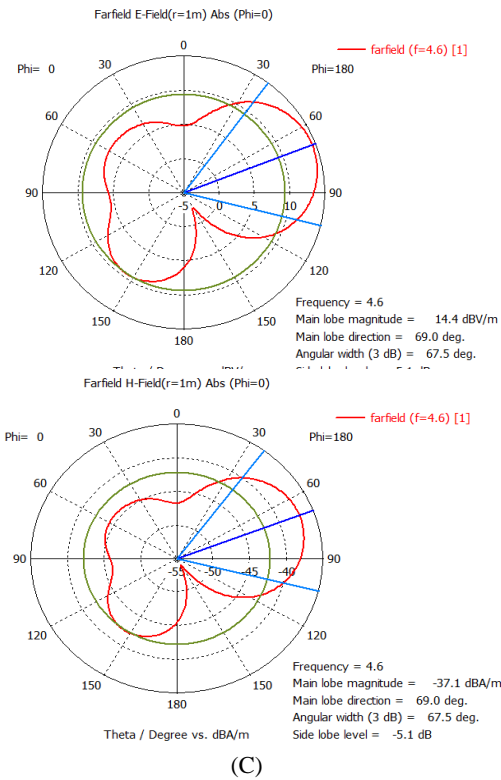 Farfield E-Field(r=1m) Abs (Phi=0)
0
Phi= 0
30
30
Phi=180
farfield (f=4.6) [1]
60
60
90
-5
0
5
10
90
120
120
150
150
180
Frequency = 4.6
Main lobe magnitude = 14.4 dBV/m
Main lobe direction = 69.0 deg.
Angular width (3 dB) = 67.5 deg.
Farfield H-Field(r=1m) Abs (Phi=0)
0
Phi= 0
30
30
Phi=180
farfield (f=4.6) [1]
60
60
90
-55
-50
-45
-40
90
120
120
150
150
180
Frequency = 4.6
Main lobe magnitude = -37.1 dBA/m
Main lobe direction = 69.0 deg.
Angular width (3 dB) = 67.5 deg.
Side lobe level = -5.1 dB
Theta / Degree vs. dBA/m
(C)